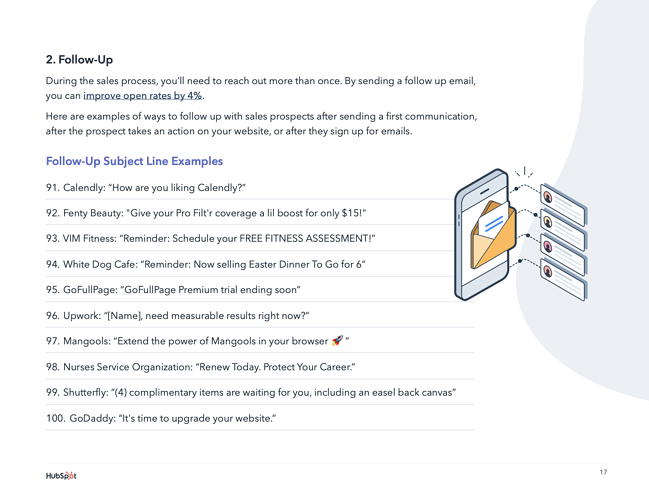 2. Follow-Up
During the sales process, you'll need to reach out more than once. By sending a follow up email,
you can improve open rates by 4%.
Here are examples of ways to follow up with sales prospects after sending a first communication,
after the prospect takes an action on your website, or after they sign up for emails.
Follow-Up Subject Line Examples
91. Calendly: “How are you liking Calendly?”
92. Fenty Beauty: "Give your Pro Filt'r coverage a lil boost for only $15!"
93. VIM Fitness: “Reminder: Schedule your FREE FITNESS ASSESSMENT!”
94. White Dog Cafe: “Reminder: Now selling Easter Dinner To Go for 6”
95. GoFullPage: “GoFullPage Premium trial ending soon”
96. Upwork: “[Name], need measurable results right now?”
97. Mangools: “Extend the power of Mangools in your browser 🚀 ”
98. Nurses Service Organization: “Renew Today. Protect Your Career.”
99. Shutterfly: “(4) complimentary items are waiting for you, including an easel back canvas”
100. GoDaddy: “It's time to upgrade your website.”
HubSpot
17